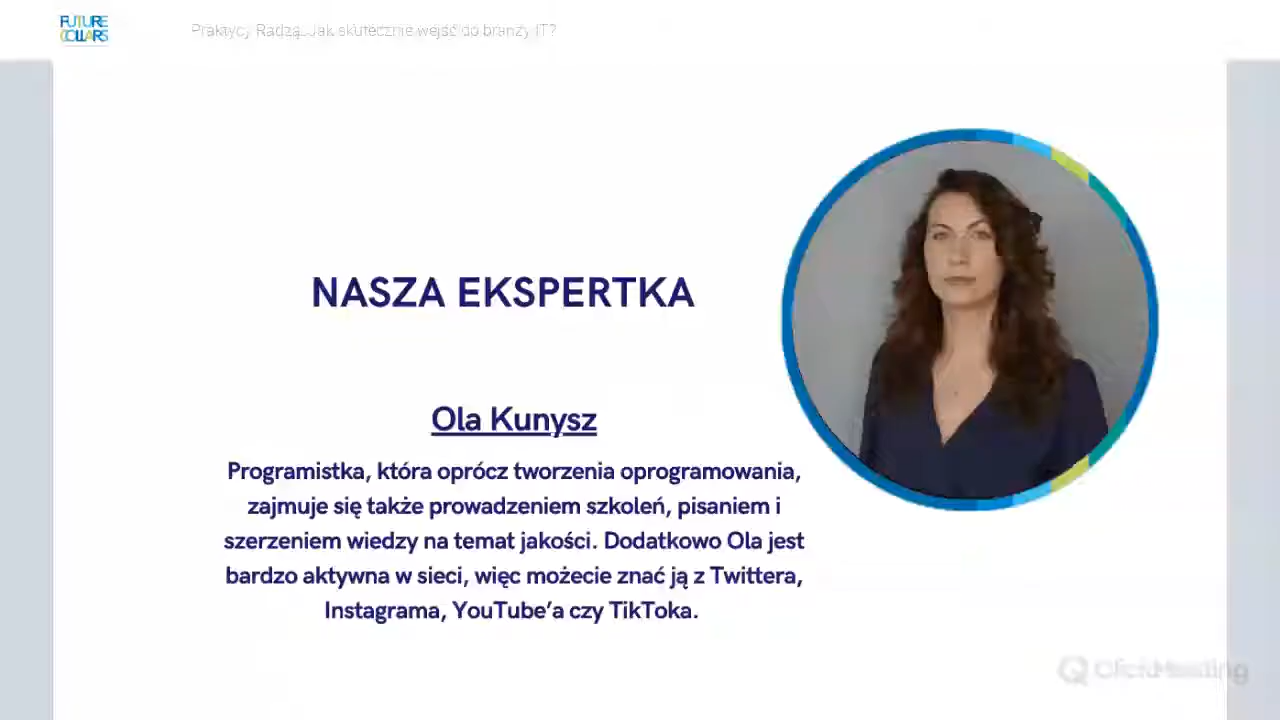 FUTURE
COLLARS
Praktycy Radzą. Jak skutecznie wejść do branży IT?
NASZA EKSPERTKA
Ola Kunysz
Programistka, która oprócz tworzenia oprogramowania,
zajmuje się także prowadzeniem szkoleń, pisaniem i
szerzeniem wiedzy na temat jakości. Dodatkowo Ola jest
bardzo aktywna w sieci, więc możecie znać ją z Twittera,
Instagrama, YouTube’a czy TikToka.
ClickMeeting